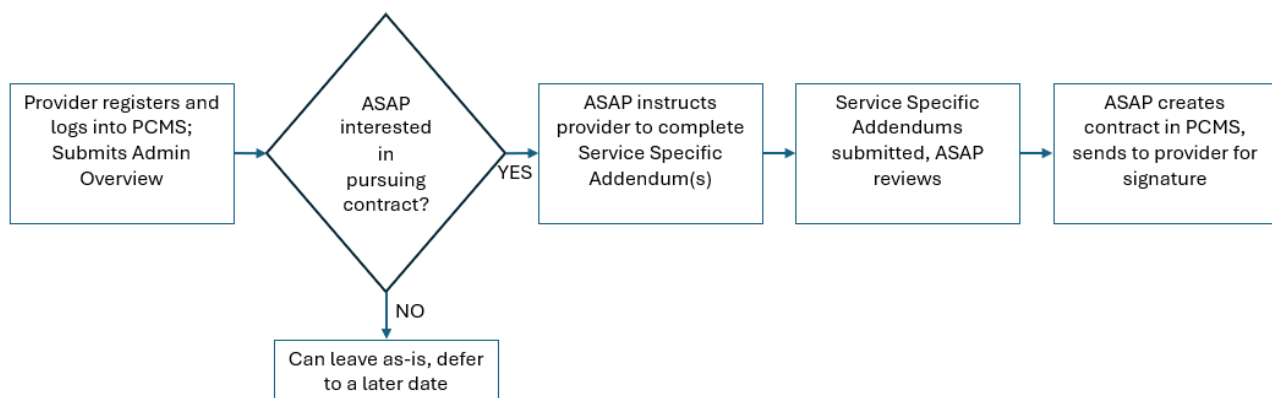 Provider registers and
logs into PCMS;
Submits Admin
Overview
ASAP
interested
in
pursuing
contract?
YES
ASAP instructs
provider to complete
Service Specific
Addendum(s)
Service Specific
Addendums
submitted, ASAP
reviews
ASAP creates
contract in PCMS,
sends to provider for
signature
NO
Can leave as-is, defer
to a later date